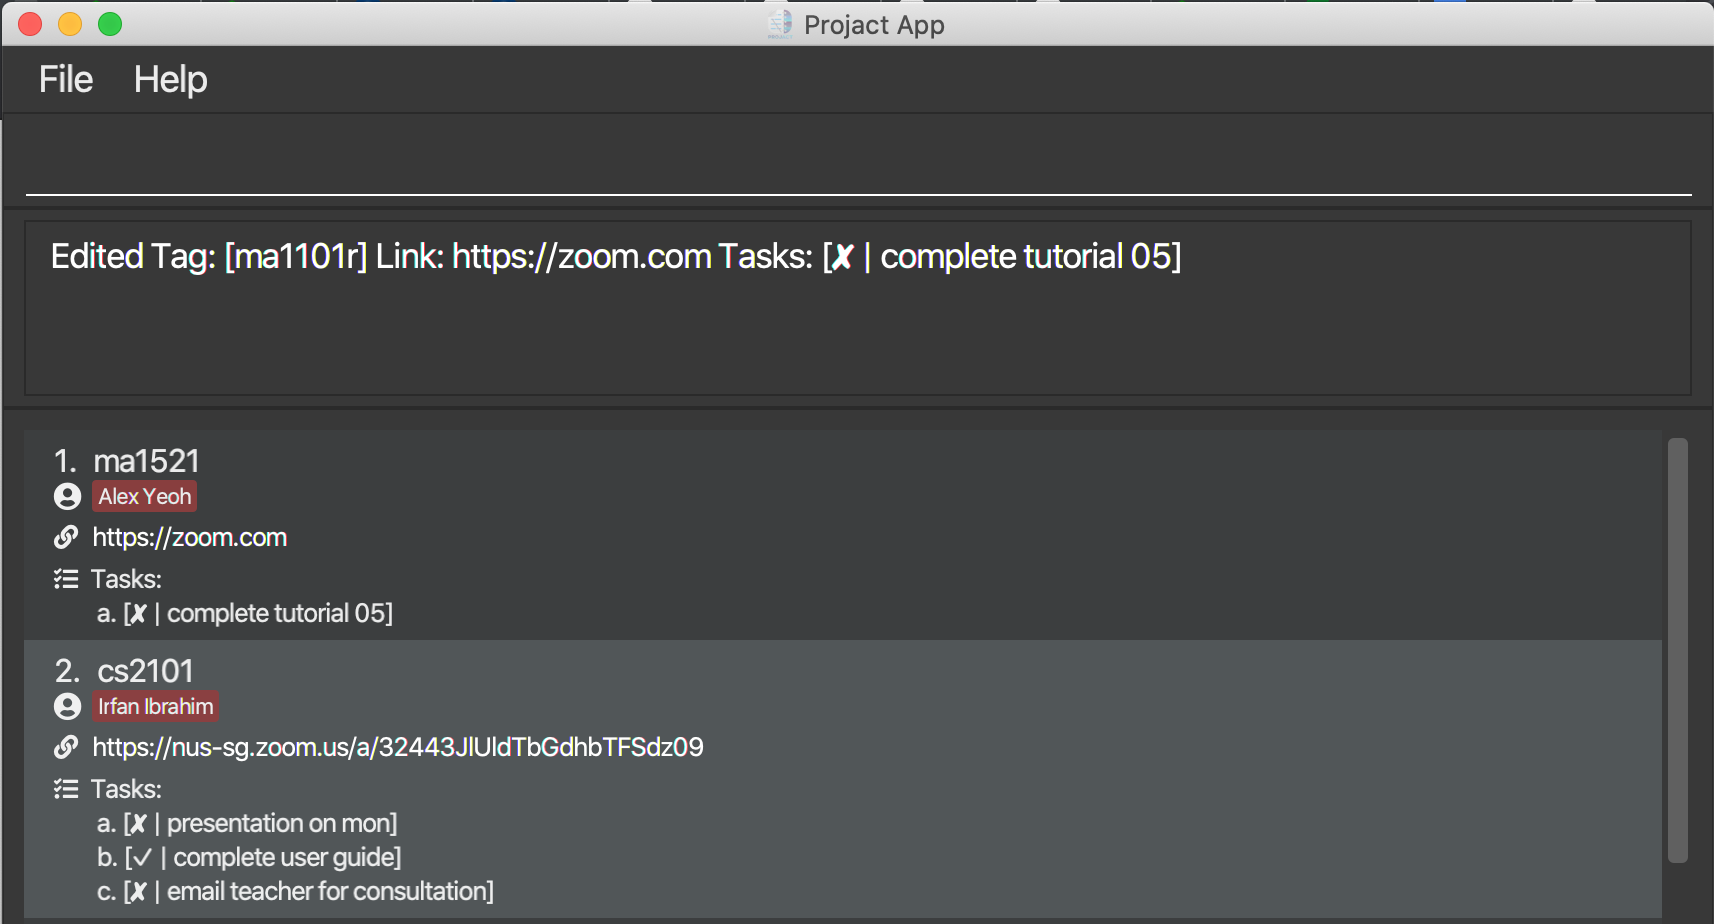 Projact App
File Help
Edited Tag: [ma1101r] Link: https://zoom.com Tasks: [✘ | complete tutorial 05]
1. ma1521
Alex Yeoh
https://zoom.com
Tasks:
a. [✘ | complete tutorial 05]
2. cs2101
Irfan Ibrahim
https://nus-sg.zoom.us/a/32443JlUldTbGdhbTFSdz09
Tasks:
a. [✘ | presentation on mon]
b. [✓ | complete user guide]
c. [✘ | email teacher for consultation]